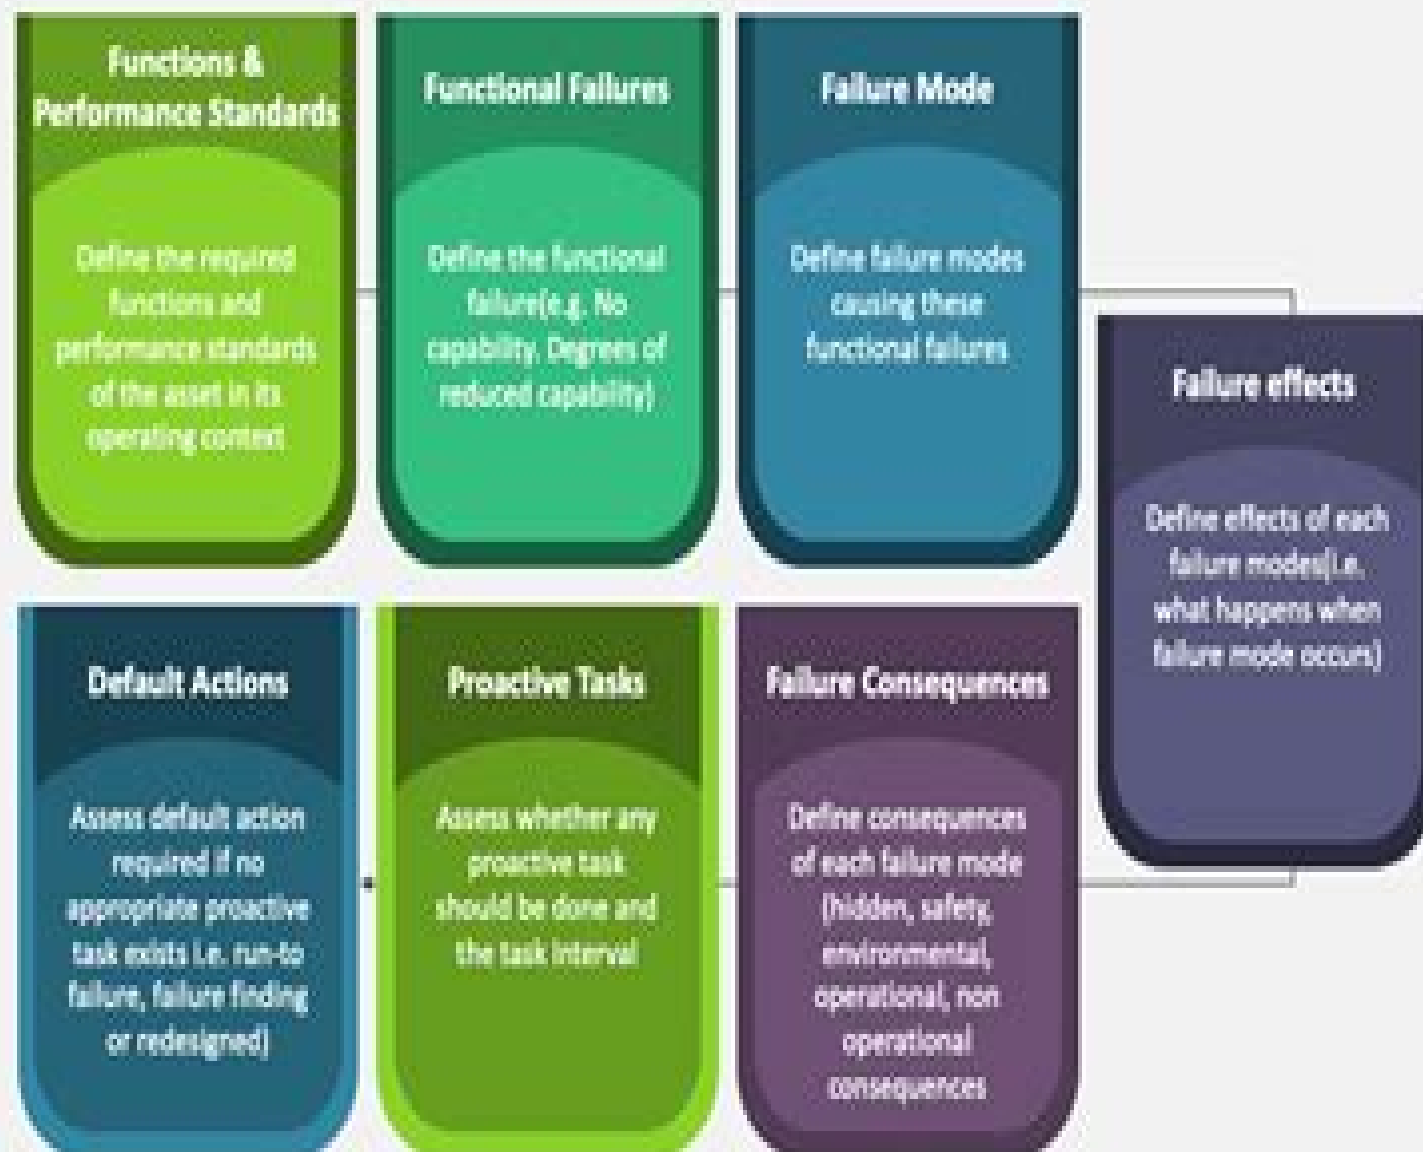 Functions &
Performance Standards
Define the required
functions and
performance standards
of the asset in its
operating context
Functional Failures
Define the functional
failure(e.g. No
capability. Degrees of
reduced capability)
Failure Mode
Define failure modes
causing these
functional failures
Failure effects
Define effects of each
failure modes(i.e.
what happens when
failure mode occurs)
Failure Consequences
Define consequences
of each failure mode
(hidden, safety,
environmental,
operational, non
operational
consequences
Proactive Tasks
Assess whether any
proactive task
should be done and
the task interval
Default Actions
Assess default action
required if no
appropriate proactive
task exists i.e. run-to
failure, failure finding
or redesigned)